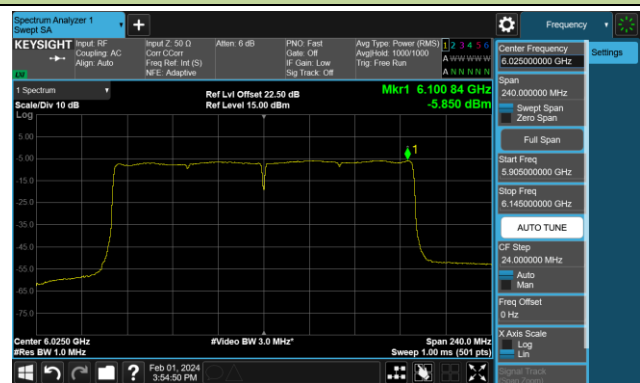 Spectrum Analyzer 1
Swept SA
+
Frequency
KEYSIGHT
Input: RF
Coupling: AC
Align: Auto
Input Z: 50 Ω
Corr CCorr
Freq Ref: Int (S)
NFE: Adaptive
Atten: 6 dB
PNO: Fast
Gate: Off
IF Gain: Low
Sig Track: Off
Avg Type: Power (RMS)
Avg|Hold: 1000/1000
Trig: Free Run
1 2 3 4 5 6
A W W W W W
A N N N N N
LXI
1 Spectrum
Scale/Div 10 dB
Log
Ref Lvl Offset 22.50 dB
Ref Level 15.00 dBm
Mkr1 6.100 84 GHz
-5.850 dBm
5.00
-5.00
-15.0
-25.0
-35.0
-45.0
-55.0
-65.0
-75.0
1
Center 6.0250 GHz
#Res BW 1.0 MHz
#Video BW 3.0 MHz*
Span 240.0 MHz
Sweep 1.00 ms (501 pts)
Feb 01, 2024
3:54:50 PM
?
Center Frequency
6.025000000 GHz
Settings
Span
240.000000 MHz
Swept Span
Zero Span
Full Span
Start Freq
5.905000000 GHz
Stop Freq
6.145000000 GHz
AUTO TUNE
CF Step
24.000000 MHz
Auto
Man
Freq Offset
0 Hz
X Axis Scale
Log
Lin
Signal Track